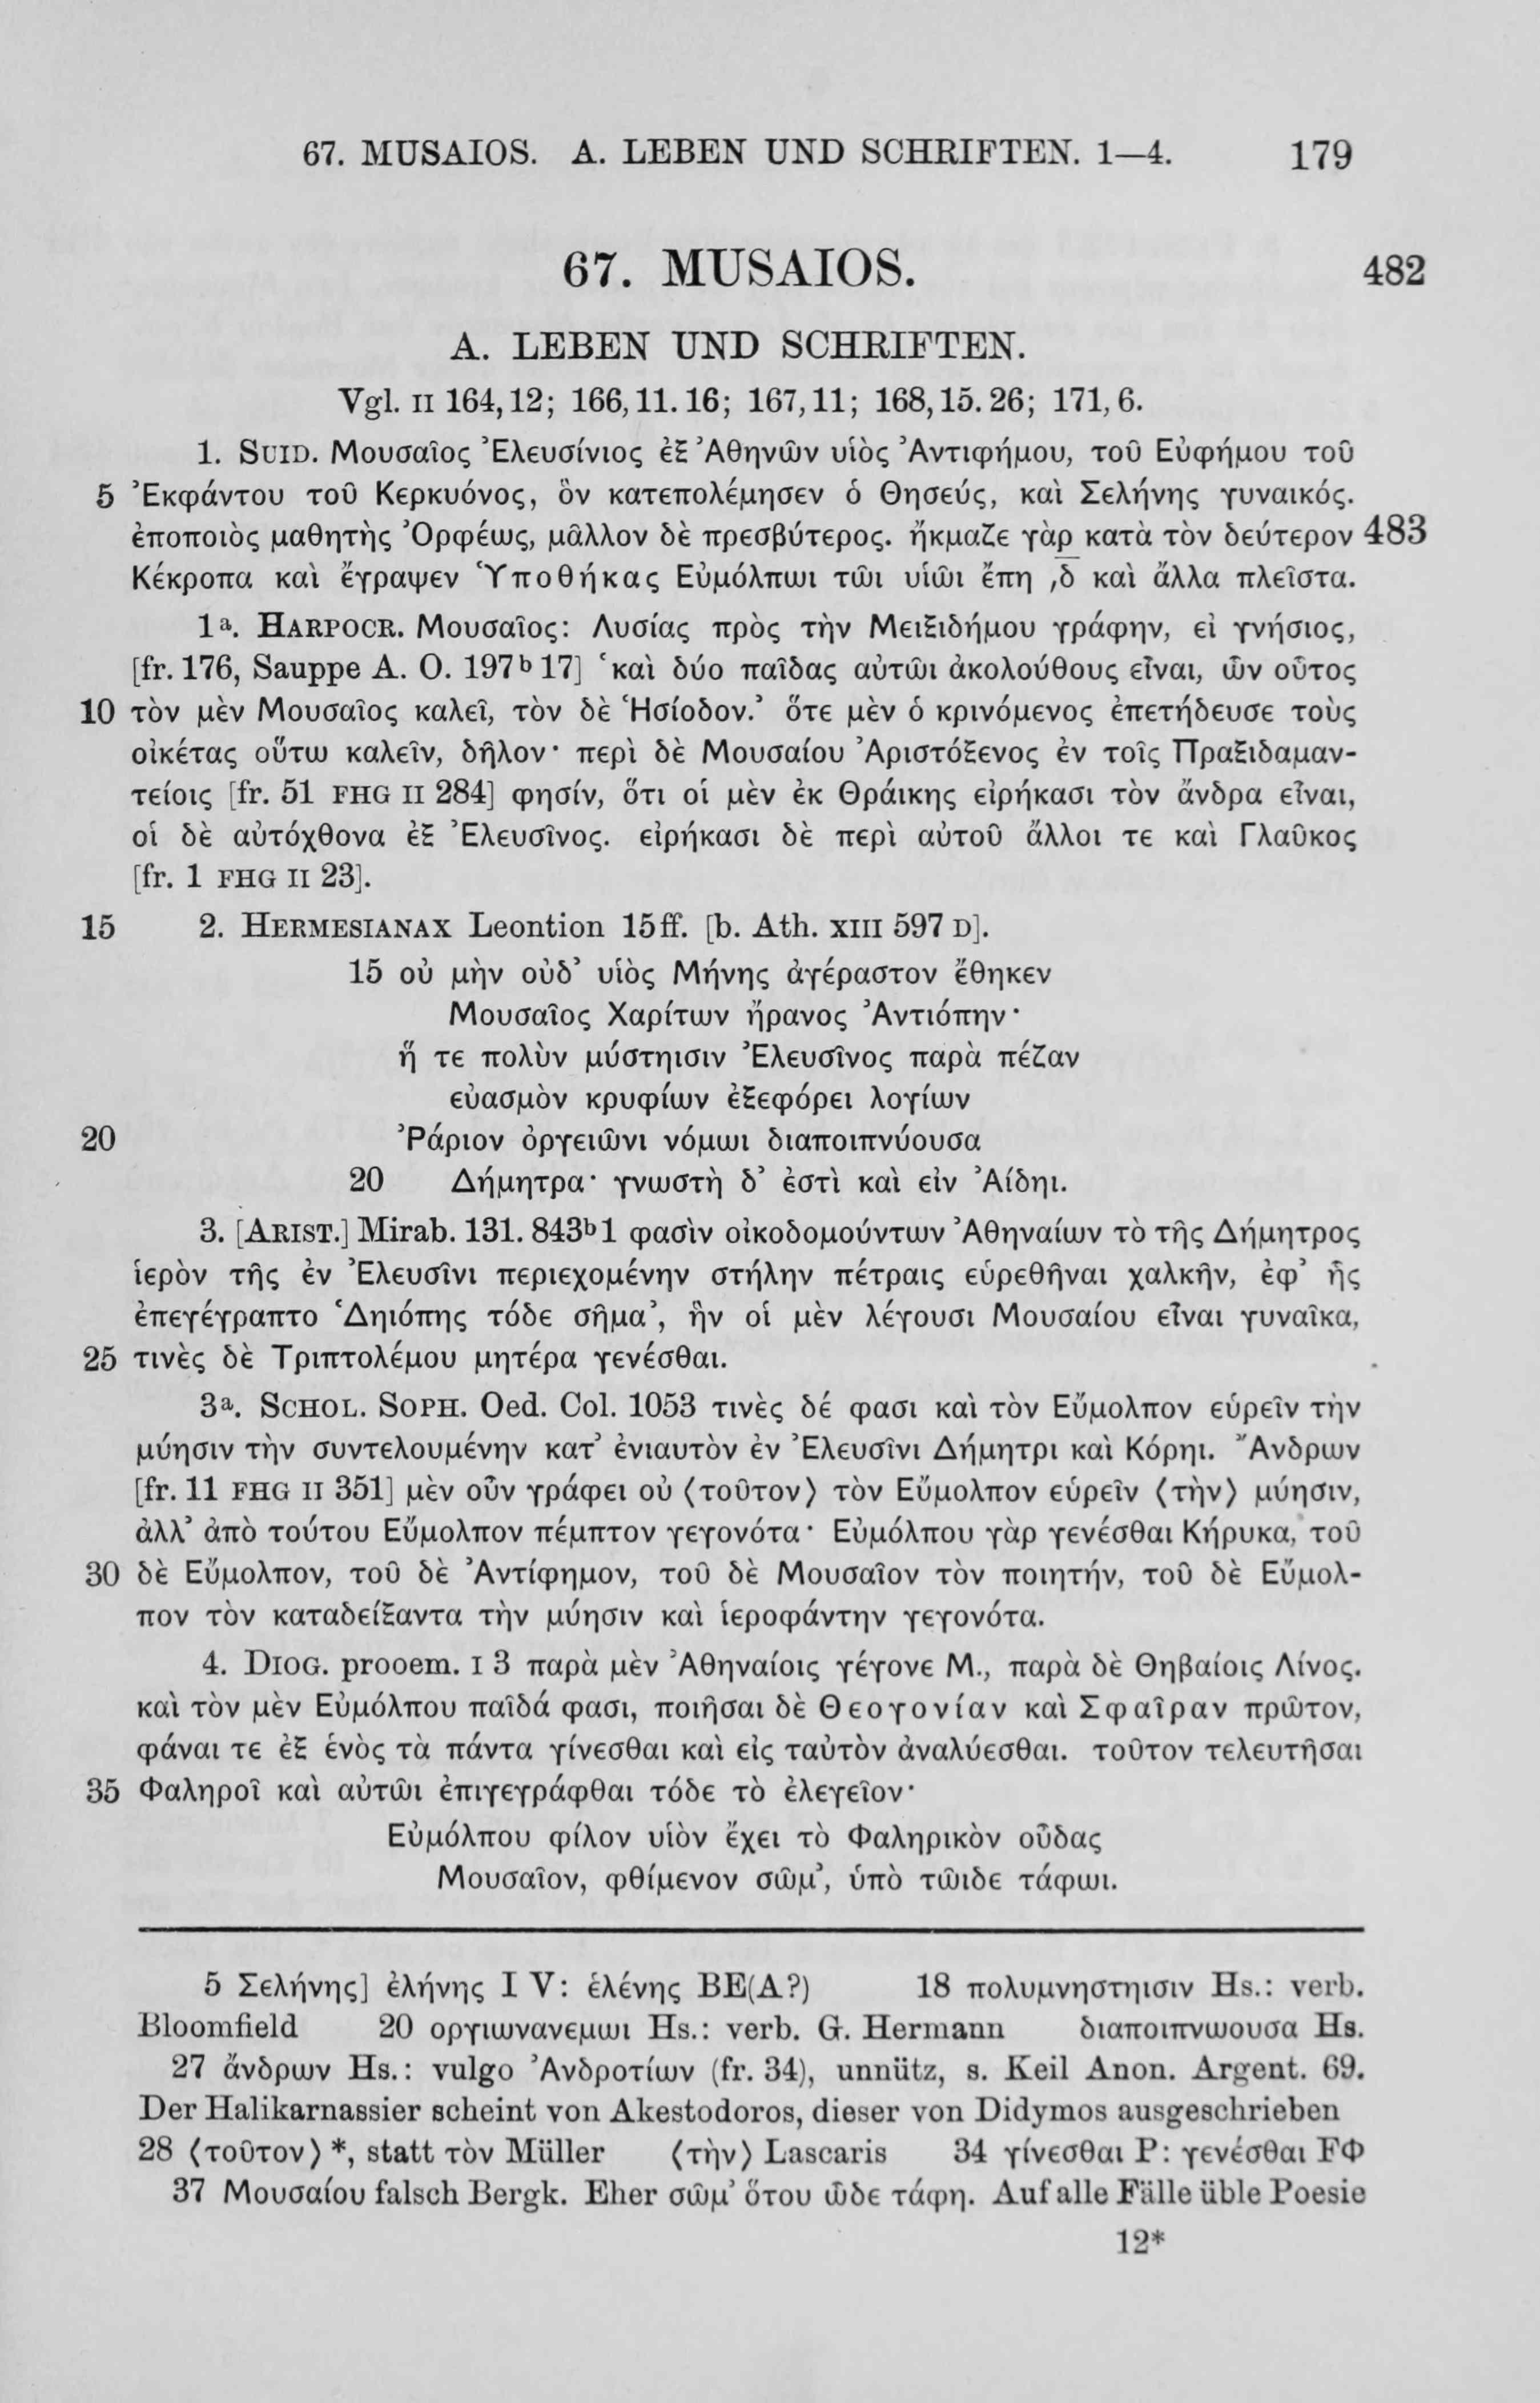 67. MUSAIOS. A. LEBEN UND SCHRIFTEN. 1—4. 179
67. MUSAIOS. 482
A. LEBEN UND SCHRIFTEN.
Vgl. II 164,12; 166,11.16; 167,11; 168,15.26; 171,6.
1. SUID. Μουσαῖος Ἐλευσίνιος ἐξ Ἀθηνῶν υἱὸς Ἀντιφήμου, τοῦ Εὐφήμου τοῦ
5 Ἐκφάντου τοῦ Κερκυόνος, ὃν κατεπολέμησεν ὁ Θησεύς, καὶ Σελήνης γυναικός.
ἐποποιὸς μαθητὴς Ὀρφέως, μᾶλλον δὲ πρεσβύτερος. ἤκμαζε γὰρ κατὰ τὸν δεύτερον 483
Κέκροπα καὶ ἔγραψεν Ὑποθήκας Εὐμόλπωι τῶι υἱῶι ἔπη ͵δ̅ καὶ ἄλλα πλεῖστα.
1ª. HARPOCR. Μουσαῖος: Λυσίας πρὸς τὴν Μειξιδήμου γράφην, εἰ γνήσιος,
[fr. 176, Sauppe A. O. 197ᵇ 17] ‘καὶ δύο παῖδας αὐτῶι ἀκολούθους εἶναι, ὧν οὗτος
10 τὸν μὲν Μουσαῖος καλεῖ, τὸν δὲ Ἡσίοδον.’ ὅτε μὲν ὁ κρινόμενος ἐπετήδευσε τοὺς
οἰκέτας οὕτω καλεῖν, δῆλον· περὶ δὲ Μουσαίου Ἀριστόξενος ἐν τοῖς Πραξιδαμαν-
τείοις [fr. 51 FHG II 284] φησίν, ὅτι οἱ μὲν ἐκ Θράικης εἰρήκασι τὸν ἄνδρα εἶναι,
οἱ δὲ αὐτόχθονα ἐξ Ἐλευσῖνος. εἰρήκασι δὲ περὶ αὐτοῦ ἄλλοι τε καὶ Γλαῦκος
[fr. 1 FHG II 23].
15 2. HERMESIANAX Leontion 15ff. [b. Ath. XIII 597 D].
15 οὐ μὴν οὐδ’ υἱὸς Μήνης ἀγέραστον ἔθηκεν
Μουσαῖος Χαρίτων ἤρανος Ἀντιόπην·
ἥ τε πολὺν μύστηισιν Ἐλευσῖνος παρὰ πέζαν
εὐασμὸν κρυφίων ἐξεφόρει λογίων
20 Ῥάριον ὀργειῶνι νόμωι διαποιπνύουσα
20 Δήμητρα· γνωστὴ δ’ ἐστὶ καὶ εἰν Ἀίδηι.
3. [ARIST.] Mirab. 131. 843ᵇ1 φασὶν οἰκοδομούντων Ἀθηναίων τὸ τῆς Δήμητρος
ἱερὸν τῆς ἐν Ἐλευσῖνι περιεχομένην στήλην πέτραις εὑρεθῆναι χαλκῆν, ἐφ’ ἧς
ἐπεγέγραπτο ‘Δηιόπης τόδε σῆμα’, ἣν οἱ μὲν λέγουσι Μουσαίου εἶναι γυναῖκα,
25 τινὲς δὲ Τριπτολέμου μητέρα γενέσθαι.
3ª. SCHOL. SOPH. Oed. Col. 1053 τινὲς δέ φασι καὶ τὸν Εὔμολπον εὑρεῖν τὴν
μύησιν τὴν συντελουμένην κατ’ ἐνιαυτὸν ἐν Ἐλευσῖνι Δήμητρι καὶ Κόρηι. Ἄνδρων
[fr. 11 FHG II 351] μὲν οὖν γράφει οὐ ⟨τοῦτον⟩ τὸν Εὔμολπον εὑρεῖν ⟨τὴν⟩ μύησιν,
ἀλλ’ ἀπὸ τούτου Εὔμολπον πέμπτον γεγονότα· Εὐμόλπου γὰρ γενέσθαι Κήρυκα, τοῦ
30 δὲ Εὔμολπον, τοῦ δὲ Ἀντίφημον, τοῦ δὲ Μουσαῖον τὸν ποιητήν, τοῦ δὲ Εὔμολ-
πον τὸν καταδείξαντα τὴν μύησιν καὶ ἱεροφάντην γεγονότα.
4. DIOG. prooem. I 3 παρὰ μὲν Ἀθηναίοις γέγονε Μ., παρὰ δὲ Θηβαίοις Λίνος.
καὶ τὸν μὲν Εὐμόλπου παῖδά φασι, ποιῆσαι δὲ Θεογονίαν καὶ Σφαῖραν πρῶτον,
φάναι τε ἐξ ἑνὸς τὰ πάντα γίνεσθαι καὶ εἰς ταὐτὸν ἀναλύεσθαι. τοῦτον τελευτῆσαι
35 Φαληροῖ καὶ αὐτῶι ἐπιγεγράφθαι τόδε τὸ ἐλεγεῖον·
Εὐμόλπου φίλον υἱὸν ἔχει τὸ Φαληρικὸν οὖδας
Μουσαῖον, φθίμενον σῶμ’, ὑπὸ τῶιδε τάφωι.
5 Σελήνης] ἐλήνης I V: ἑλένης BE(A?) 18 πολυμνηστηισιν Hs.: verb.
Bloomfield 20 οργιωνανεμωι Hs.: verb. G. Hermann διαποιπνωουσα Hs.
27 ἄνδρων Hs.: vulgo Ἀνδροτίων (fr. 34), unnütz, s. Keil Anon. Argent. 69.
Der Halikarnassier scheint von Akestodoros, dieser von Didymos ausgeschrieben
28 ⟨τοῦτον⟩ *, statt τὸν Müller ⟨τὴν⟩ Lascaris 34 γίνεσθαι P: γενέσθαι FΦ
37 Μουσαίου falsch Bergk. Eher σῶμ’ ὅτου ὧδε τάφη. Auf alle Fälle üble Poesie
12*